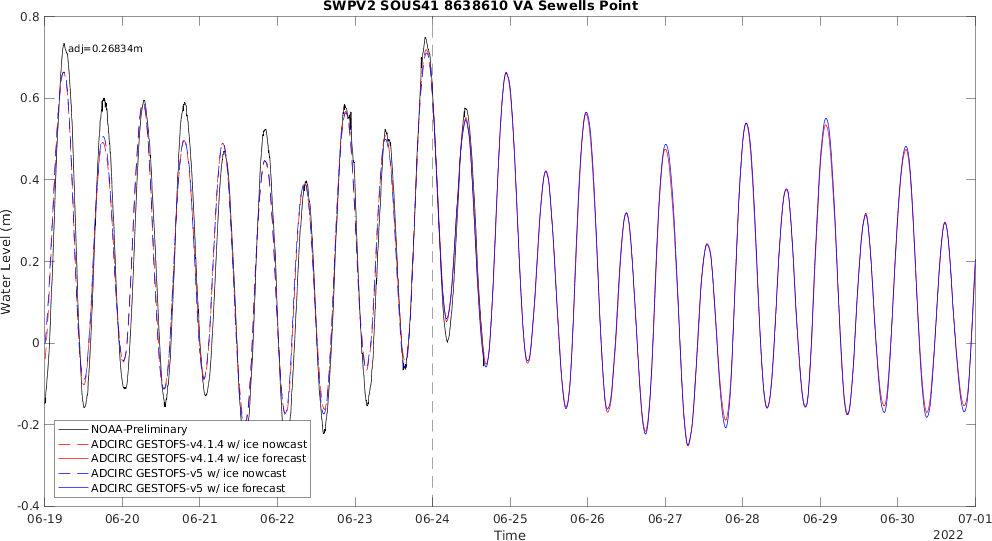 SWPV2 SOUS41 8638610 VA Sewells Point
adj=0.26834m
0.8
0.6
0.4
0.2
0
-0.2
-0.4
Water Level (m)
NOAA-Preliminary
ADCIRC GESTOFS-v4.1.4 w/ ice nowcast
ADCIRC GESTOFS-v4.1.4 w/ ice forecast
ADCIRC GESTOFS-v5 w/ ice nowcast
ADCIRC GESTOFS-v5 w/ ice forecast
06-19 06-20 06-21 06-22 06-23 06-24 06-25 06-26 06-27 06-28 06-29 06-30 07-01
Time
2022